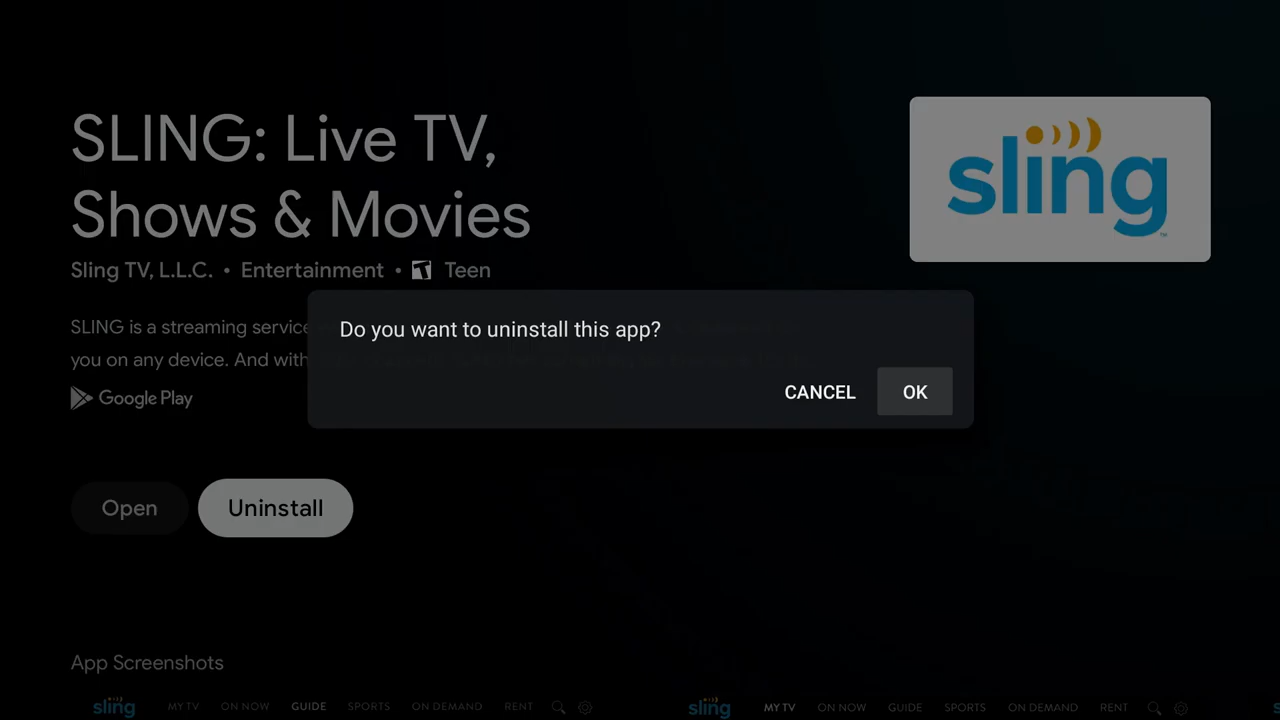 SLING: Live TV,
Shows & Movies
sling
Sling TV, L.L.C. • Entertainment • T Teen
SLING is a streaming service
you on any device. And with
Do you want to uninstall this app?
CANCEL OK
Google Play
Open Uninstall
App Screenshots
sling MY TV ON NOW GUIDE SPORTS ON DEMAND RENT
sling MY TV ON NOW GUIDE SPORTS ON DEMAND RENT